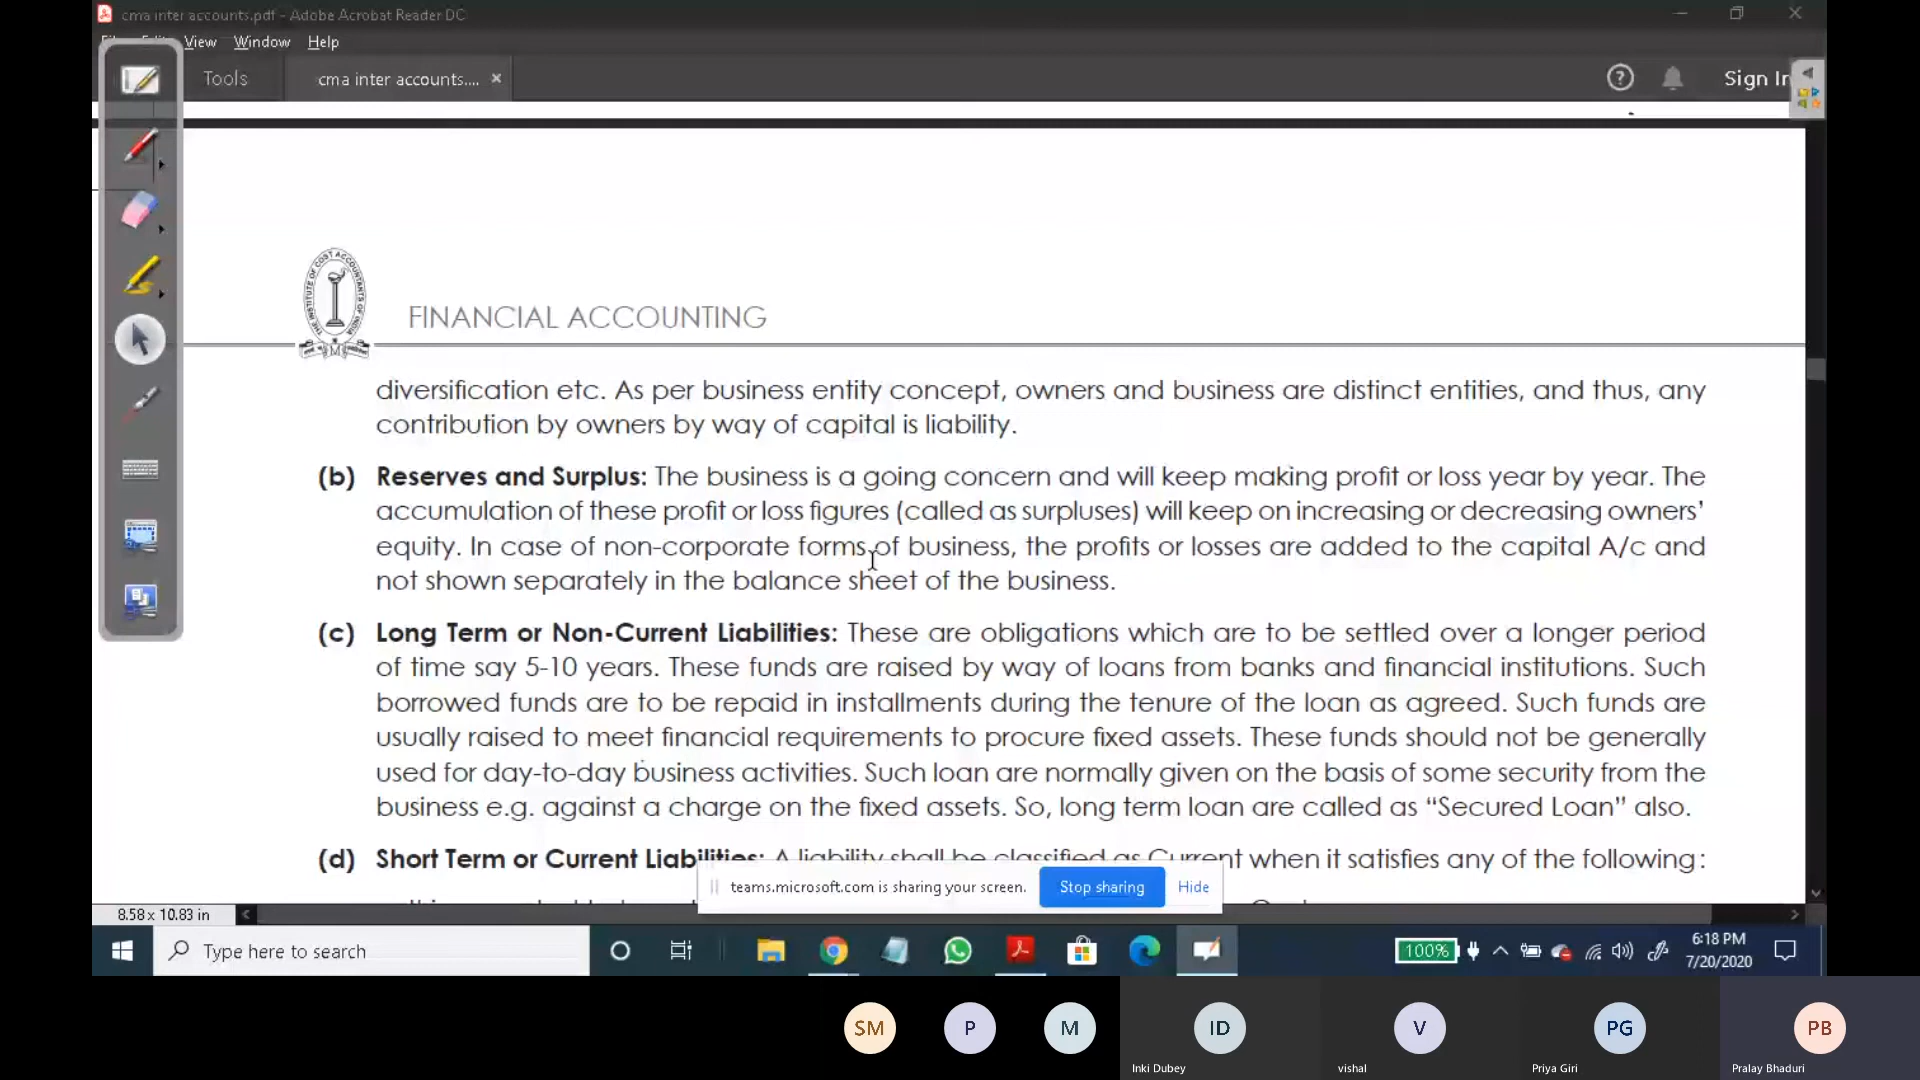 cma inter accounts.pdf - Adobe Acrobat Reader DC
View Window Help
Tools
cma inter accounts....
Sign In
THE INSTITUTE OF COST ACCOUNTANTS OF INDIA
FINANCIAL ACCOUNTING
diversification etc. As per business entity concept, owners and business are distinct entities, and thus, any
contribution by owners by way of capital is liability.
(b) Reserves and Surplus: The business is a going concern and will keep making profit or loss year by year. The
accumulation of these profit or loss figures (called as surpluses) will keep on increasing or decreasing owners’
equity. In case of non-corporate forms of business, the profits or losses are added to the capital A/c and
not shown separately in the balance sheet of the business.
(c) Long Term or Non-Current Liabilities: These are obligations which are to be settled over a longer period
of time say 5-10 years. These funds are raised by way of loans from banks and financial institutions. Such
borrowed funds are to be repaid in installments during the tenure of the loan as agreed. Such funds are
usually raised to meet financial requirements to procure fixed assets. These funds should not be generally
used for day-to-day business activities. Such loan are normally given on the basis of some security from the
business e.g. against a charge on the fixed assets. So, long term loan are called as “Secured Loan” also.
(d) Short Term or Current Liabilities: A liability shall be classified as Current when it satisfies any of the following:
teams.microsoft.com is sharing your screen.
Stop sharing
Hide
8.58 x 10.83 in
Type here to search
100%
6:18 PM
7/20/2020
SM
P
M
ID
V
PG
PB
Inki Dubey
vishal
Priya Giri
Pralay Bhaduri